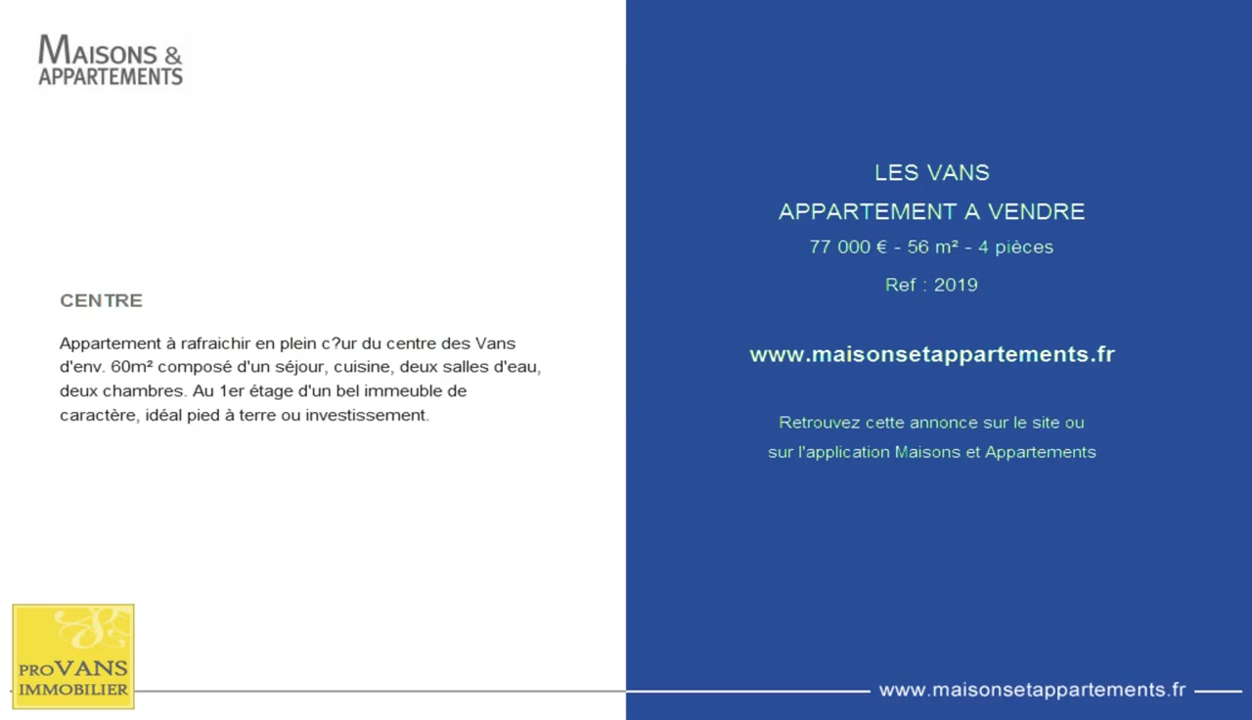 MAISONS &
APPARTEMENTS
CENTRE
Appartement à rafraichir en plein c?ur du centre des Vans
d'env. 60m² composé d'un séjour, cuisine, deux salles d'eau,
deux chambres. Au 1er étage d'un bel immeuble de
caractère, idéal pied à terre ou investissement.
PROVANS
IMMOBILIER
LES VANS
APPARTEMENT A VENDRE
77 000 € - 56 m² - 4 pièces
Ref : 2019
www.maisonsetappartements.fr
Retrouvez cette annonce sur le site ou
sur l'application Maisons et Appartements
www.maisonsetappartements.fr